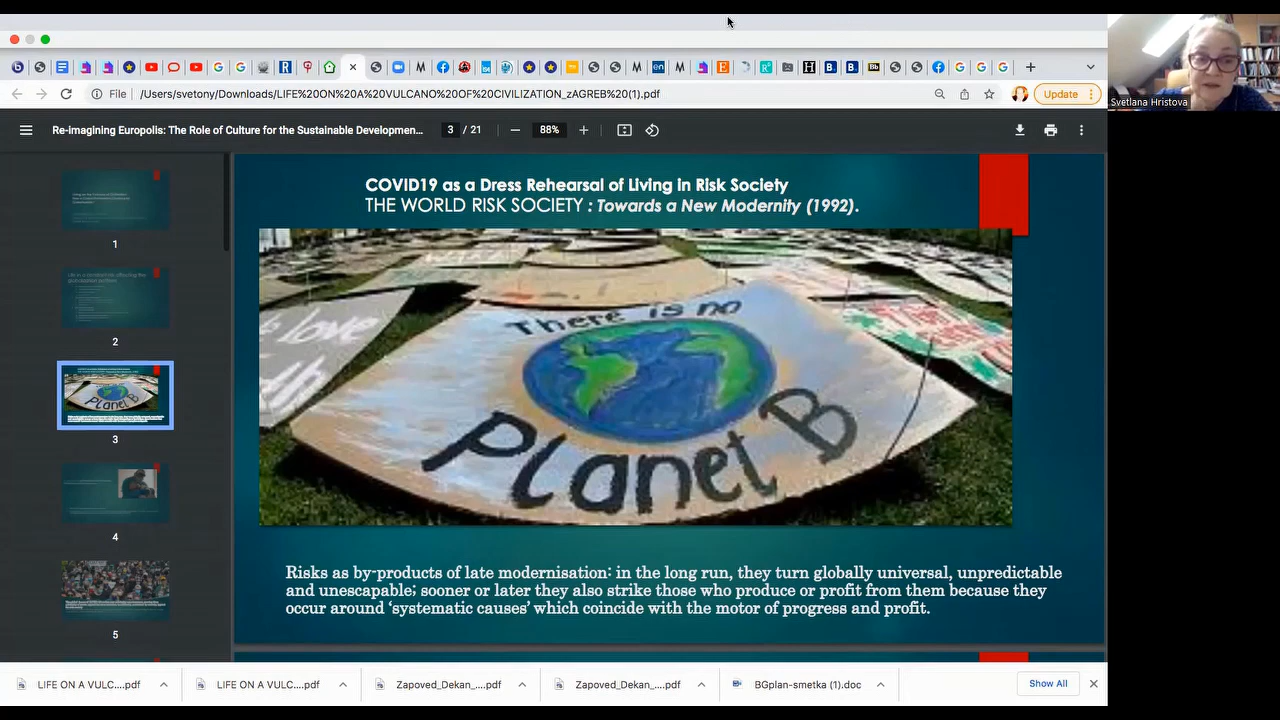 File
/Users/svetony/Downloads/LIFE%20ON%20A%20VULCANO%20OF%20CIVILIZATION_zAGREB%20(1).pdf
Update
Svetlana Hristova
Re-imagining Europolis: The Role of Culture for the Sustainable Developmen...
3 / 21
88%
1
2
3
4
5
COVID19 as a Dress Rehearsal of Living in Risk Society
THE WORLD RISK SOCIETY : Towards a New Modernity (1992).
love
There is no
Planet B
Risks as by-products of late modernisation: in the long run, they turn globally universal, unpredictable
and unescapable; sooner or later they also strike those who produce or profit from them because they
occur around ‘systematic causes’ which coincide with the motor of progress and profit.
LIFE ON A VULC....pdf
LIFE ON A VULC....pdf
Zapoved_Dekan_....pdf
Zapoved_Dekan_....pdf
BGplan-smetka (1).doc
Show All